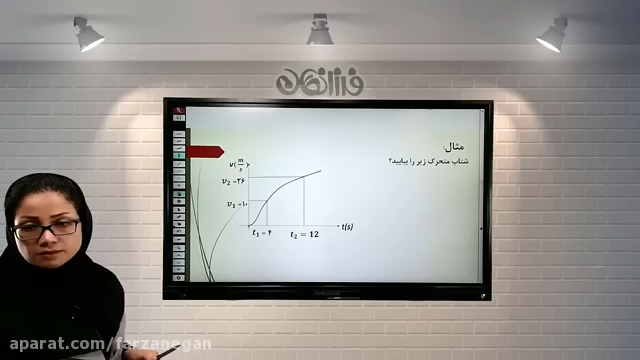 فرزانگان
مثال:
شتاب متحرک زیر را بیابید؟
v(m/s)
v₂ = ۲۶
v₁ = ۱۰
t₁ = ۴
t₂ = 12
t(s)
aparat.com/farzanegan